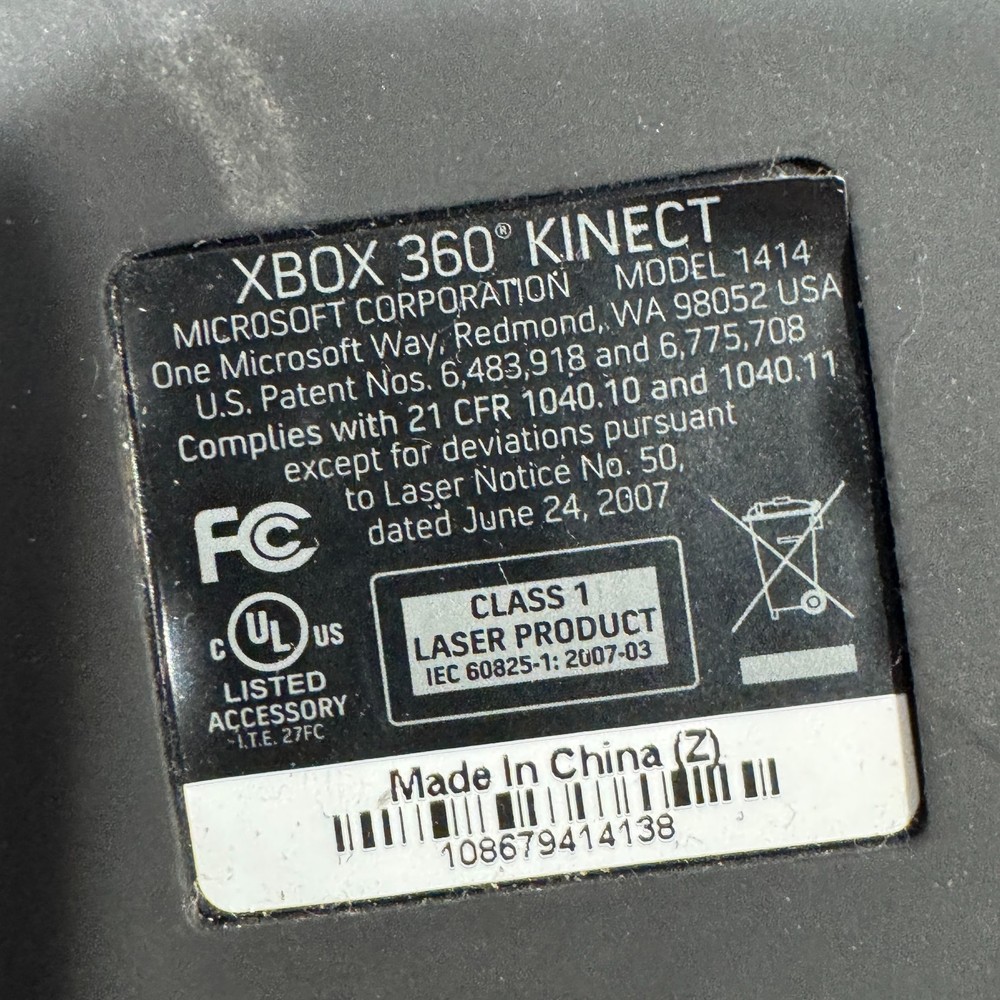 XBOX 360® KINECT
MICROSOFT CORPORATION MODEL 1414
One Microsoft Way, Redmond, WA 98052 USA
U.S. Patent Nos. 6,483,918 and 6,775,708
Complies with 21 CFR 1040.10 and 1040.11
except for deviations pursuant
to Laser Notice No. 50,
dated June 24, 2007
FC
C UL US
LISTED
ACCESSORY
I.T.E. 27FC
CLASS 1
LASER PRODUCT
IEC 60825-1: 2007-03
Made In China (Z)
108679414138